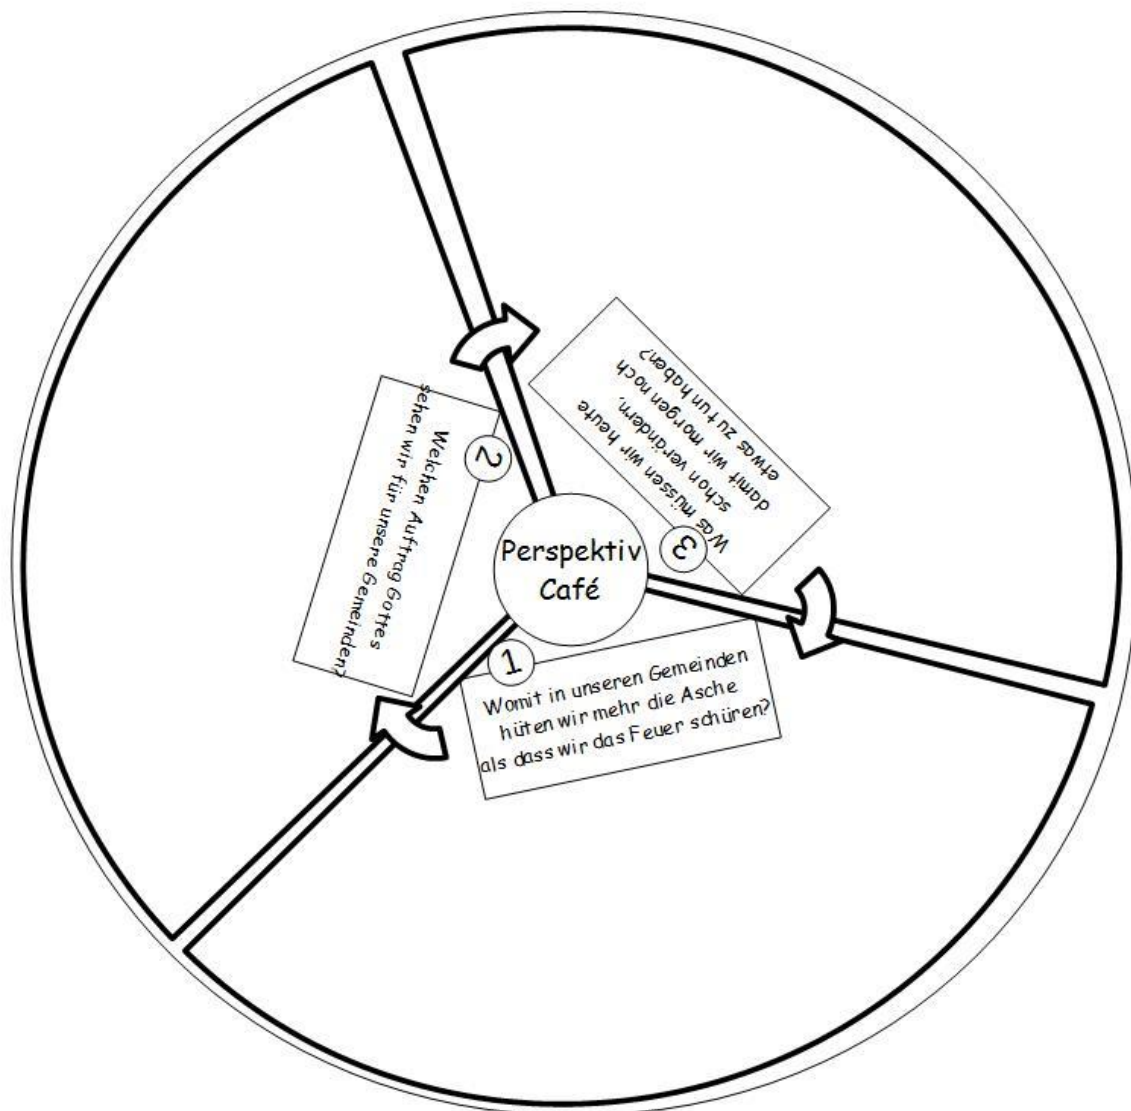 Perspektiv
Café
1
Womit in unseren Gemeinden
hüten wir mehr die Asche
als dass wir das Feuer schüren?
2
Welchen Auftrag Gottes
sehen wir für unsere Gemeinden?
3
Was müssen wir heute
schon verändern,
damit wir morgen noch
etwas zu tun haben?